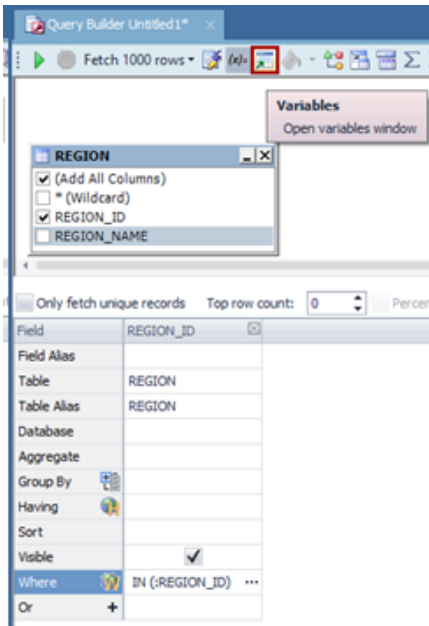 Query Builder Untitled1*
Fetch 1000 rows
(x)=
Variables
Open variables window
REGION
(Add All Columns)
* (Wildcard)
REGION_ID
REGION_NAME
Only fetch unique records Top row count: 0 Percen
Field REGION_ID
Field Alias
Table REGION
Table Alias REGION
Database
Aggregate
Group By
Having
Sort
Visible
Where IN (:REGION_ID) ...
Or +